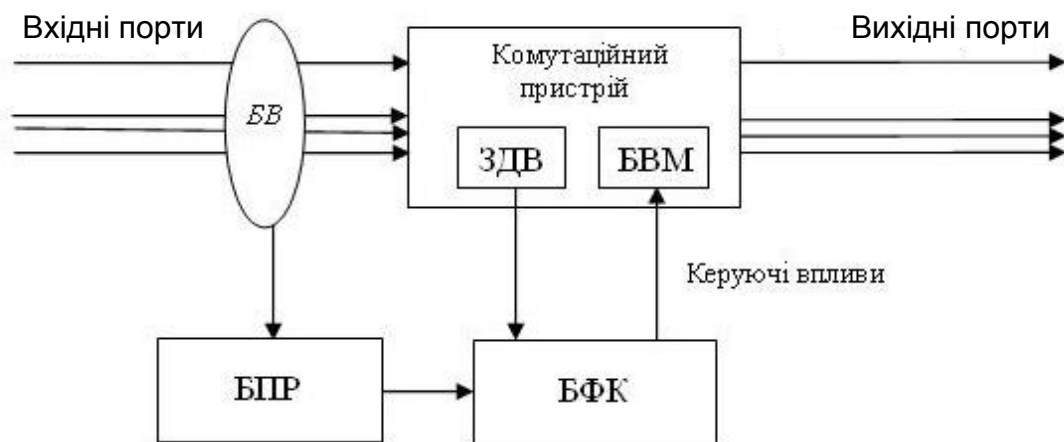 Вхідні порти
Вихідні порти
Комутаційний
пристрій
БВ
ЗДВ
БВМ
Керуючі впливи
БПР
БФК